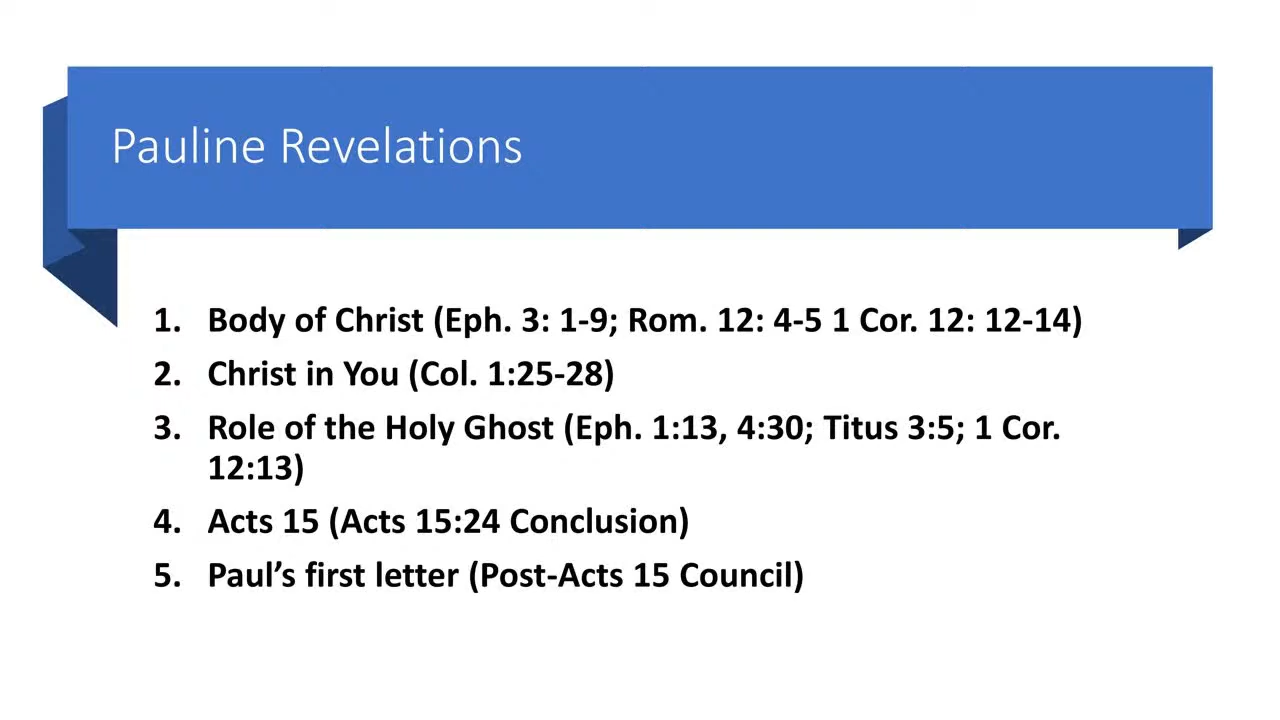 Pauline Revelations
1. Body of Christ (Eph. 3: 1-9; Rom. 12: 4-5 1 Cor. 12: 12-14)
2. Christ in You (Col. 1:25-28)
3. Role of the Holy Ghost (Eph. 1:13, 4:30; Titus 3:5; 1 Cor.
12:13)
4. Acts 15 (Acts 15:24 Conclusion)
5. Paul’s first letter (Post-Acts 15 Council)